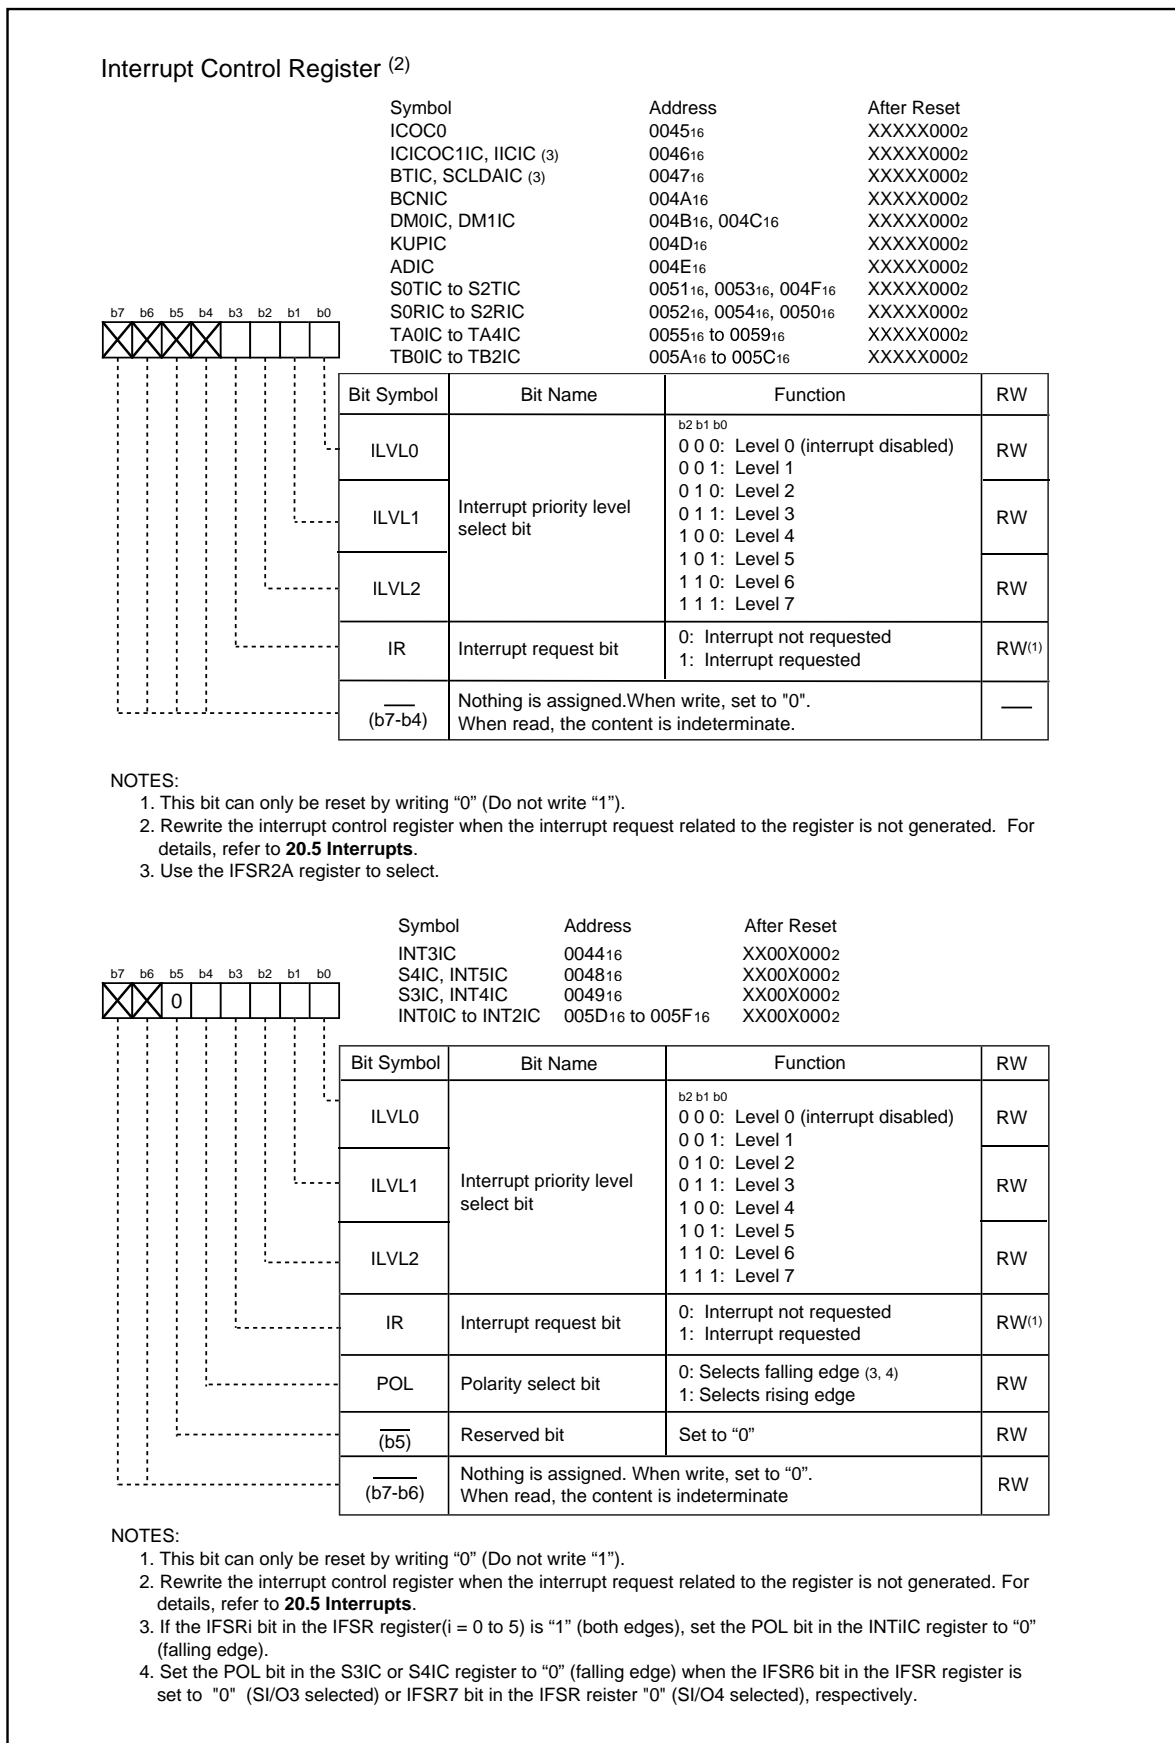 Interrupt Control Register (2)
Symbol Address After Reset
ICOC0 004516 XXXXX0002
ICICOC1IC, IICIC (3) 004616 XXXXX0002
BTIC, SCLDAIC (3) 004716 XXXXX0002
BCNIC 004A16 XXXXX0002
DM0IC, DM1IC 004B16, 004C16 XXXXX0002
KUPIC 004D16 XXXXX0002
ADIC 004E16 XXXXX0002
S0TIC to S2TIC 005116, 005316, 004F16 XXXXX0002
S0RIC to S2RIC 005216, 005416, 005016 XXXXX0002
TA0IC to TA4IC 005516 to 005916 XXXXX0002
TB0IC to TB2IC 005A16 to 005C16 XXXXX0002
b7 b6 b5 b4 b3 b2 b1 b0
Bit Symbol Bit Name Function RW
ILVL0 RW
ILVL1 RW
ILVL2 RW
Interrupt priority level
select bit
b2 b1 b0
0 0 0: Level 0 (interrupt disabled)
0 0 1: Level 1
0 1 0: Level 2
0 1 1: Level 3
1 0 0: Level 4
1 0 1: Level 5
1 1 0: Level 6
1 1 1: Level 7
IR Interrupt request bit 0: Interrupt not requested RW(1)
1: Interrupt requested
(b7-b4) Nothing is assigned.When write, set to "0".
When read, the content is indeterminate.
NOTES:
1. This bit can only be reset by writing “0” (Do not write “1”).
2. Rewrite the interrupt control register when the interrupt request related to the register is not generated. For
details, refer to 20.5 Interrupts.
3. Use the IFSR2A register to select.
Symbol Address After Reset
INT3IC 004416 XX00X0002
S4IC, INT5IC 004816 XX00X0002
S3IC, INT4IC 004916 XX00X0002
INT0IC to INT2IC 005D16 to 005F16 XX00X0002
b7 b6 b5 b4 b3 b2 b1 b0
0
Bit Symbol Bit Name Function RW
ILVL0 RW
ILVL1 RW
ILVL2 RW
Interrupt priority level
select bit
b2 b1 b0
0 0 0: Level 0 (interrupt disabled)
0 0 1: Level 1
0 1 0: Level 2
0 1 1: Level 3
1 0 0: Level 4
1 0 1: Level 5
1 1 0: Level 6
1 1 1: Level 7
IR Interrupt request bit 0: Interrupt not requested RW(1)
1: Interrupt requested
POL Polarity select bit 0: Selects falling edge (3, 4) RW
1: Selects rising edge
(b5) Reserved bit Set to “0” RW
(b7-b6) Nothing is assigned. When write, set to “0”. RW
When read, the content is indeterminate
NOTES:
1. This bit can only be reset by writing “0” (Do not write “1”).
2. Rewrite the interrupt control register when the interrupt request related to the register is not generated. For
details, refer to 20.5 Interrupts.
3. If the IFSRi bit in the IFSR register(i = 0 to 5) is “1” (both edges), set the POL bit in the INTiIC register to “0”
(falling edge).
4. Set the POL bit in the S3IC or S4IC register to “0” (falling edge) when the IFSR6 bit in the IFSR register is
set to "0" (SI/O3 selected) or IFSR7 bit in the IFSR reister "0" (SI/O4 selected), respectively.